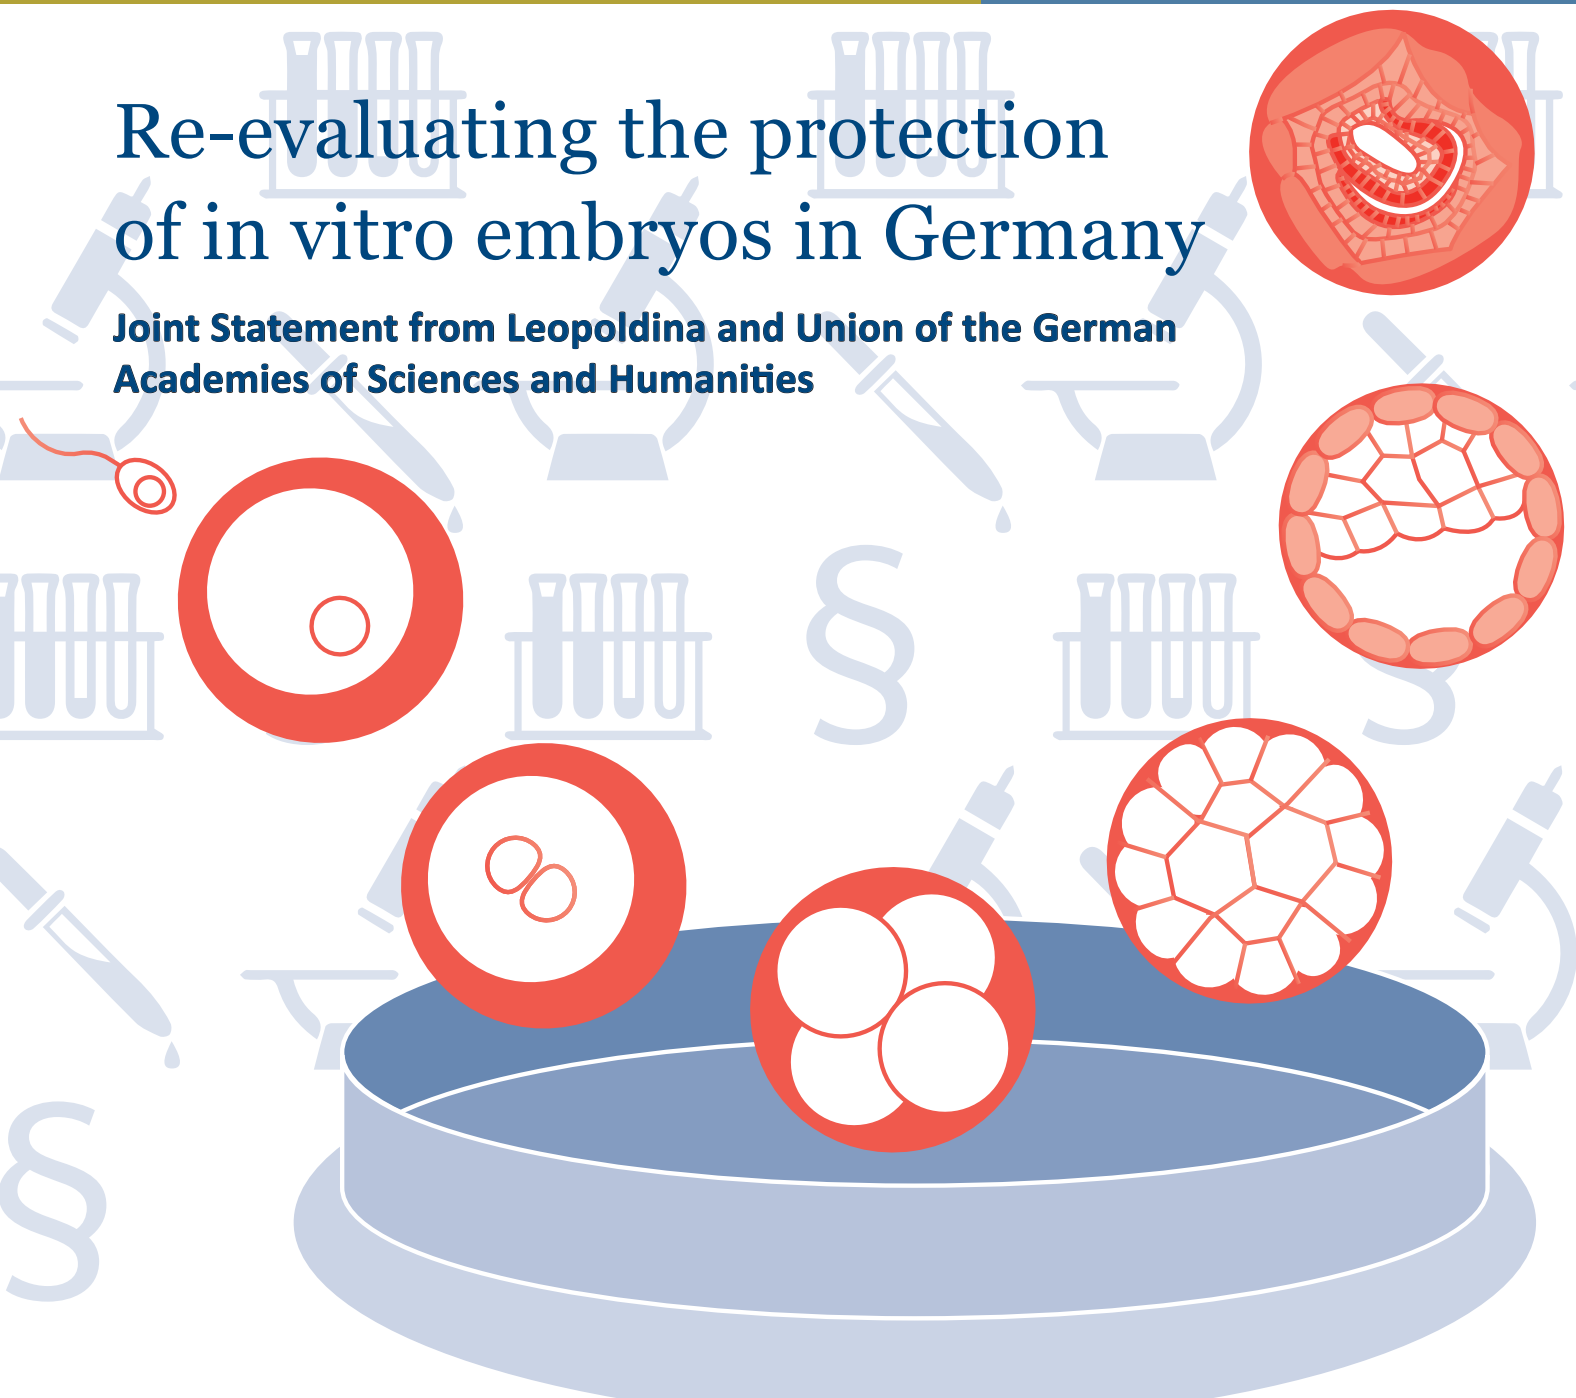 Re-evaluating the protection
of in vitro embryos in Germany
Joint Statement from Leopoldina and Union of the German
Academies of Sciences and Humanities
§
§
§